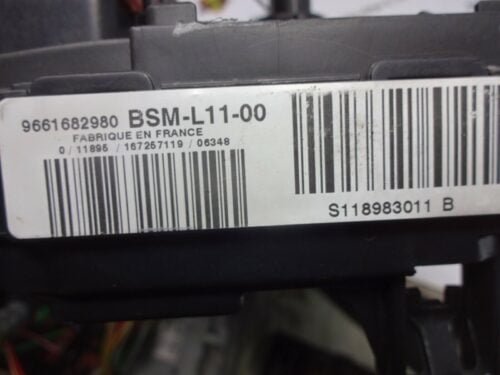 9661682980 BSM-L11-00
FABRIQUE EN FRANCE
0 / 11895 / 167257119 / 06348
S118983011 B